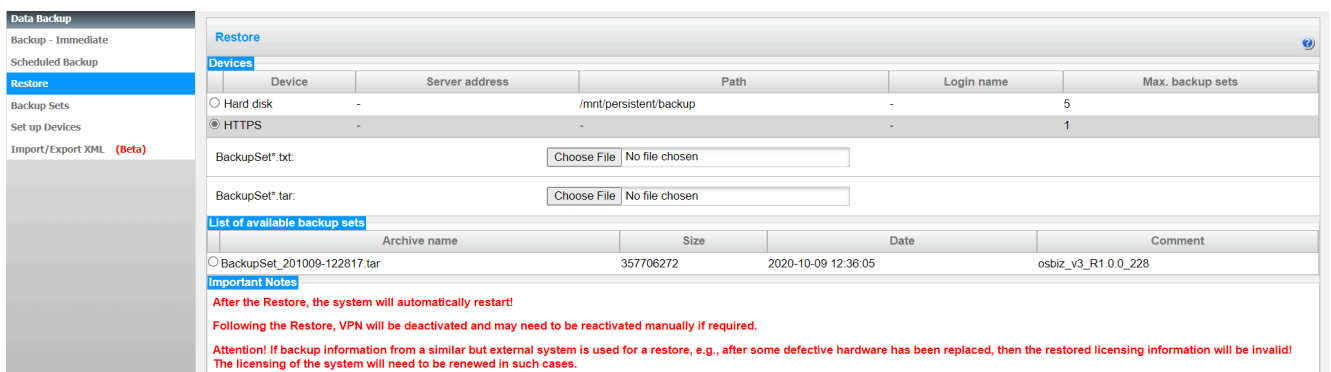 Data Backup
Backup - Immediate
Scheduled Backup
Restore
Backup Sets
Set up Devices
Import/Export XML (Beta)
Restore
Devices
Device Server address Path Login name Max. backup sets
Hard disk - /mnt/persistent/backup - 5
HTTPS - - - 1
BackupSet*.txt: Choose File No file chosen
BackupSet*.tar: Choose File No file chosen
List of available backup sets
Archive name Size Date Comment
BackupSet_201009-122817.tar 357706272 2020-10-09 12:36:05 osbiz_v3_R1.0.0_228
Important Notes
After the Restore, the system will automatically restart!
Following the Restore, VPN will be deactivated and may need to be reactivated manually if required.
Attention! If backup information from a similar but external system is used for a restore, e.g., after some defective hardware has been replaced, then the restored licensing information will be invalid!
The licensing of the system will need to be renewed in such cases.